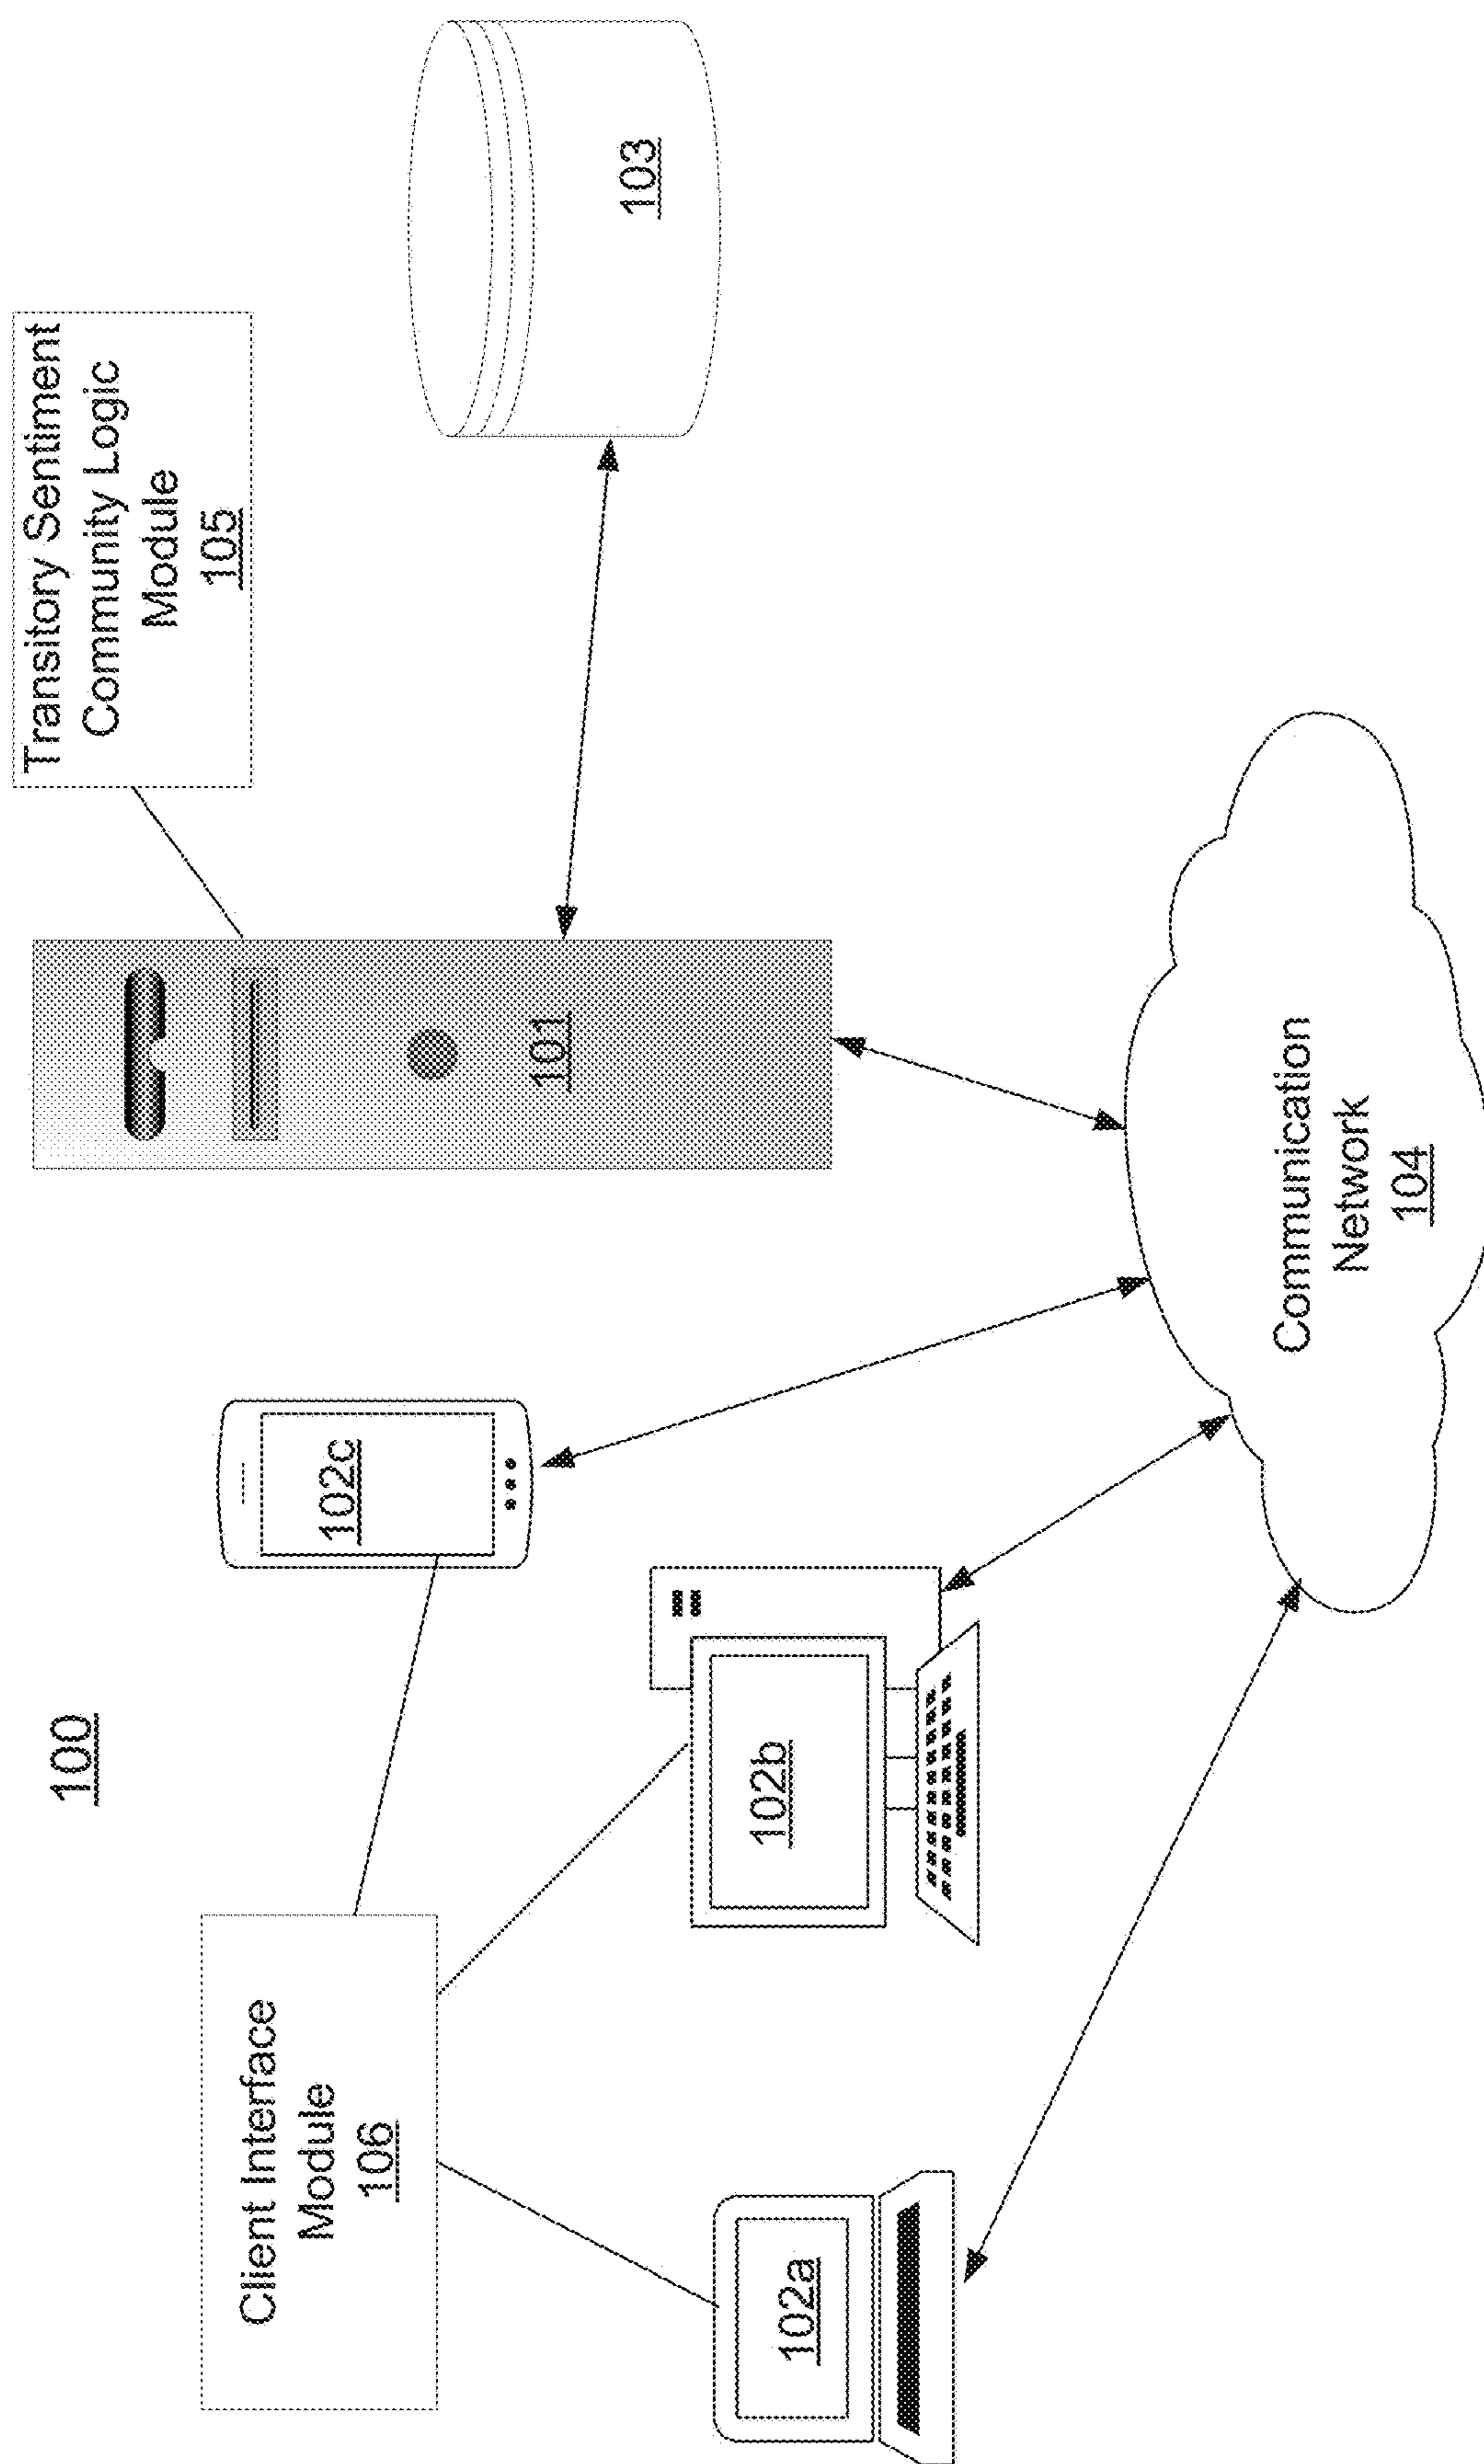 100
Client Interface
Module
106
102a
102b
102c
101
Transitory Sentiment
Community Logic
Module
105
103
Communication
Network
104